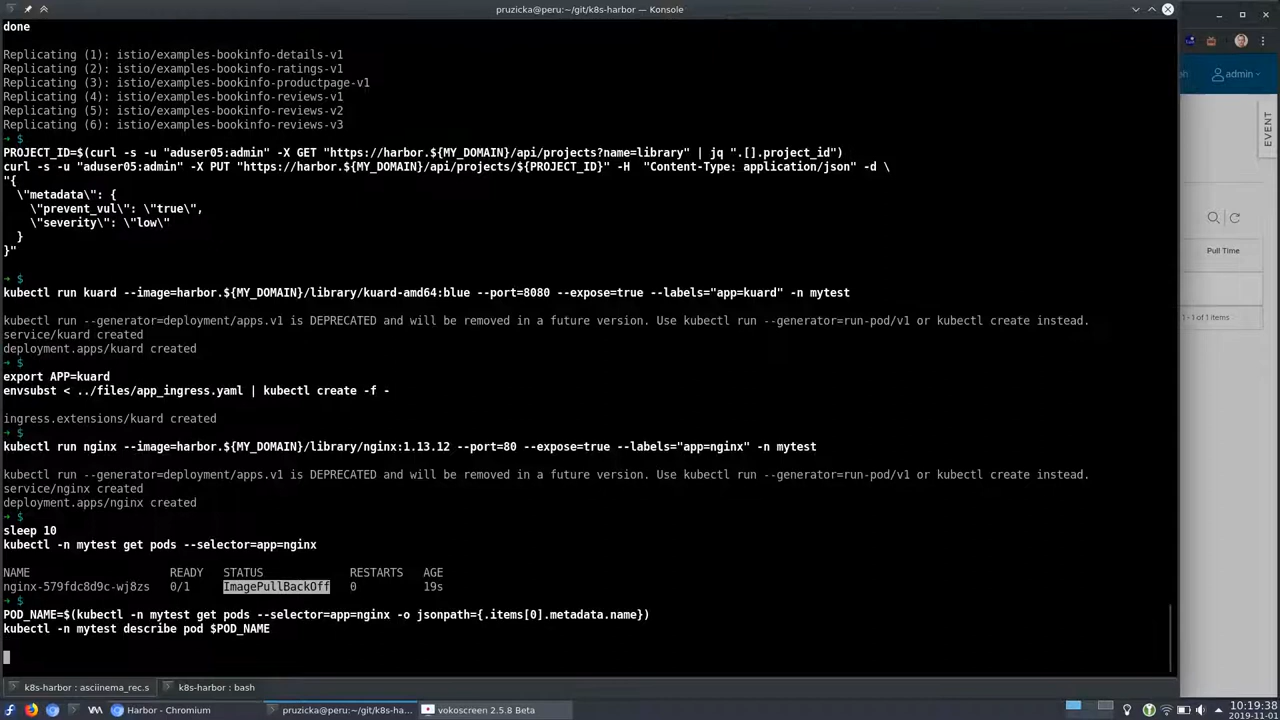 pruzicka@peru:~/git/k8s-harbor — Konsole
done
Replicating (1): istio/examples-bookinfo-details-v1
Replicating (2): istio/examples-bookinfo-ratings-v1
Replicating (3): istio/examples-bookinfo-productpage-v1
Replicating (4): istio/examples-bookinfo-reviews-v1
Replicating (5): istio/examples-bookinfo-reviews-v2
Replicating (6): istio/examples-bookinfo-reviews-v3
➜ $
PROJECT_ID=$(curl -s -u "aduser05:admin" -X GET "https://harbor.${MY_DOMAIN}/api/projects?name=library" | jq ".[].project_id")
curl -s -u "aduser05:admin" -X PUT "https://harbor.${MY_DOMAIN}/api/projects/${PROJECT_ID}" -H  "Content-Type: application/json" -d \
"{
  \"metadata\": {
    \"prevent_vul\": \"true\",
    \"severity\": \"low\"
  }
}"
➜ $
kubectl run kuard --image=harbor.${MY_DOMAIN}/library/kuard-amd64:blue --port=8080 --expose=true --labels="app=kuard" -n mytest
kubectl run --generator=deployment/apps.v1 is DEPRECATED and will be removed in a future version. Use kubectl run --generator=run-pod/v1 or kubectl create instead.
service/kuard created
deployment.apps/kuard created
➜ $
export APP=kuard
envsubst < ../files/app_ingress.yaml | kubectl create -f -
ingress.extensions/kuard created
➜ $
kubectl run nginx --image=harbor.${MY_DOMAIN}/library/nginx:1.13.12 --port=80 --expose=true --labels="app=nginx" -n mytest
kubectl run --generator=deployment/apps.v1 is DEPRECATED and will be removed in a future version. Use kubectl run --generator=run-pod/v1 or kubectl create instead.
service/nginx created
deployment.apps/nginx created
➜ $
sleep 10
kubectl -n mytest get pods --selector=app=nginx
NAME READY STATUS RESTARTS AGE
nginx-579fdc8d9c-wj8zs 0/1 ImagePullBackOff 0 19s
➜ $
POD_NAME=$(kubectl -n mytest get pods --selector=app=nginx -o jsonpath={.items[0].metadata.name})
kubectl -n mytest describe pod $POD_NAME
admin
EVENT
Pull Time
1 - 1 of 1 items
k8s-harbor : asciinema_rec.s
k8s-harbor : bash
Harbor - Chromium
pruzicka@peru:~/git/k8s-ha...
vokoscreen 2.5.8 Beta
10:19:38
2019-11-01